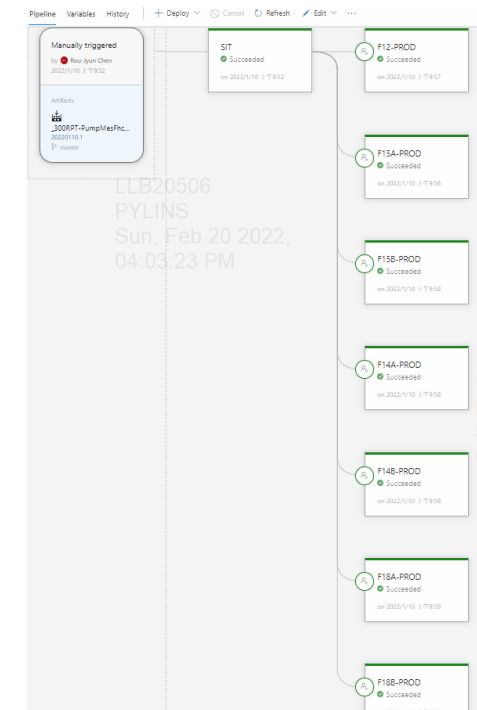 Pipeline Variables History + Deploy Cancel Refresh Edit ...
Manually triggered
by Rou-Jyun Chen
2022/1/10 上午9:52
Artifacts
_300RPT-PumpMesFhc...
20220110.1
master
SIT
Succeeded
on 2022/1/10 上午9:52
F12-PROD
Succeeded
on 2022/1/10 上午9:57
F15A-PROD
Succeeded
on 2022/1/10 上午9:58
F15B-PROD
Succeeded
on 2022/1/10 上午9:58
F14A-PROD
Succeeded
on 2022/1/10 上午9:58
F14B-PROD
Succeeded
on 2022/1/10 上午9:58
F18A-PROD
Succeeded
on 2022/1/10 上午9:59
F18B-PROD
Succeeded
LLB20506
PYLINS
Sun, Feb 20 2022,
04:03:23 PM